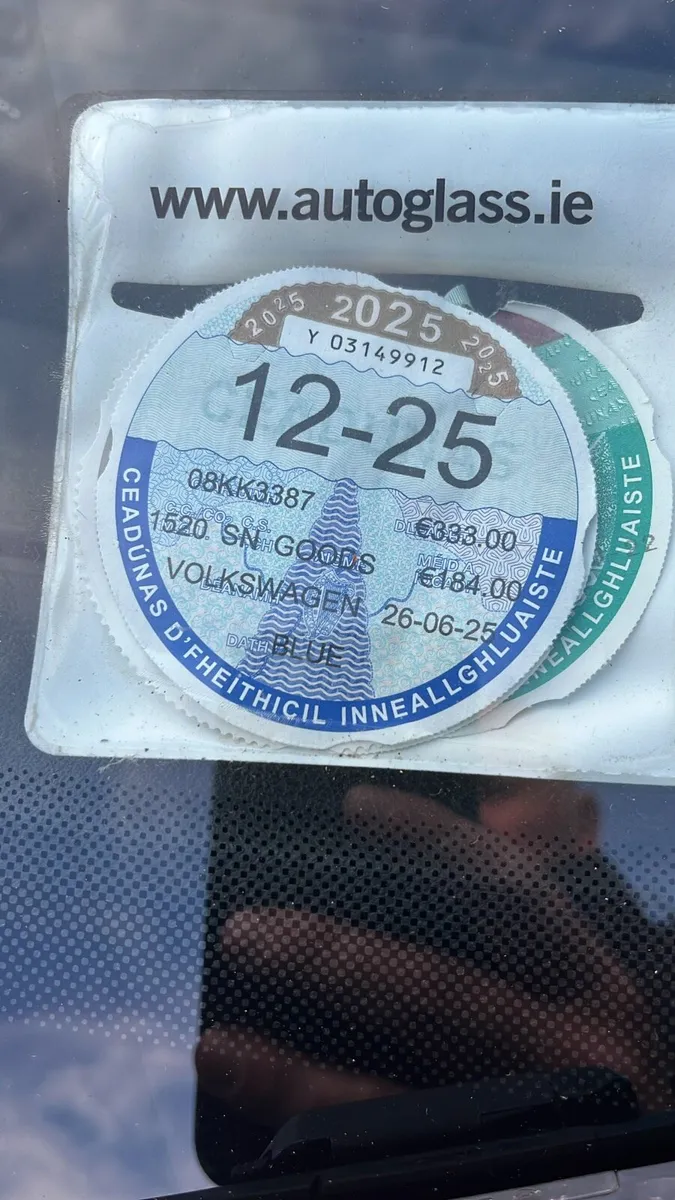 www.autoglass.ie
2025 2025 2025
Y 03149912
12-25
08KK3387
1520 SN GOODS
VOLKSWAGEN
BLUE
€333.00
€184.00
26-06-25
CEADÚNAS D'FHEITHICIL INNEALLGHLUAISTE
INEALLGHLUAISTE